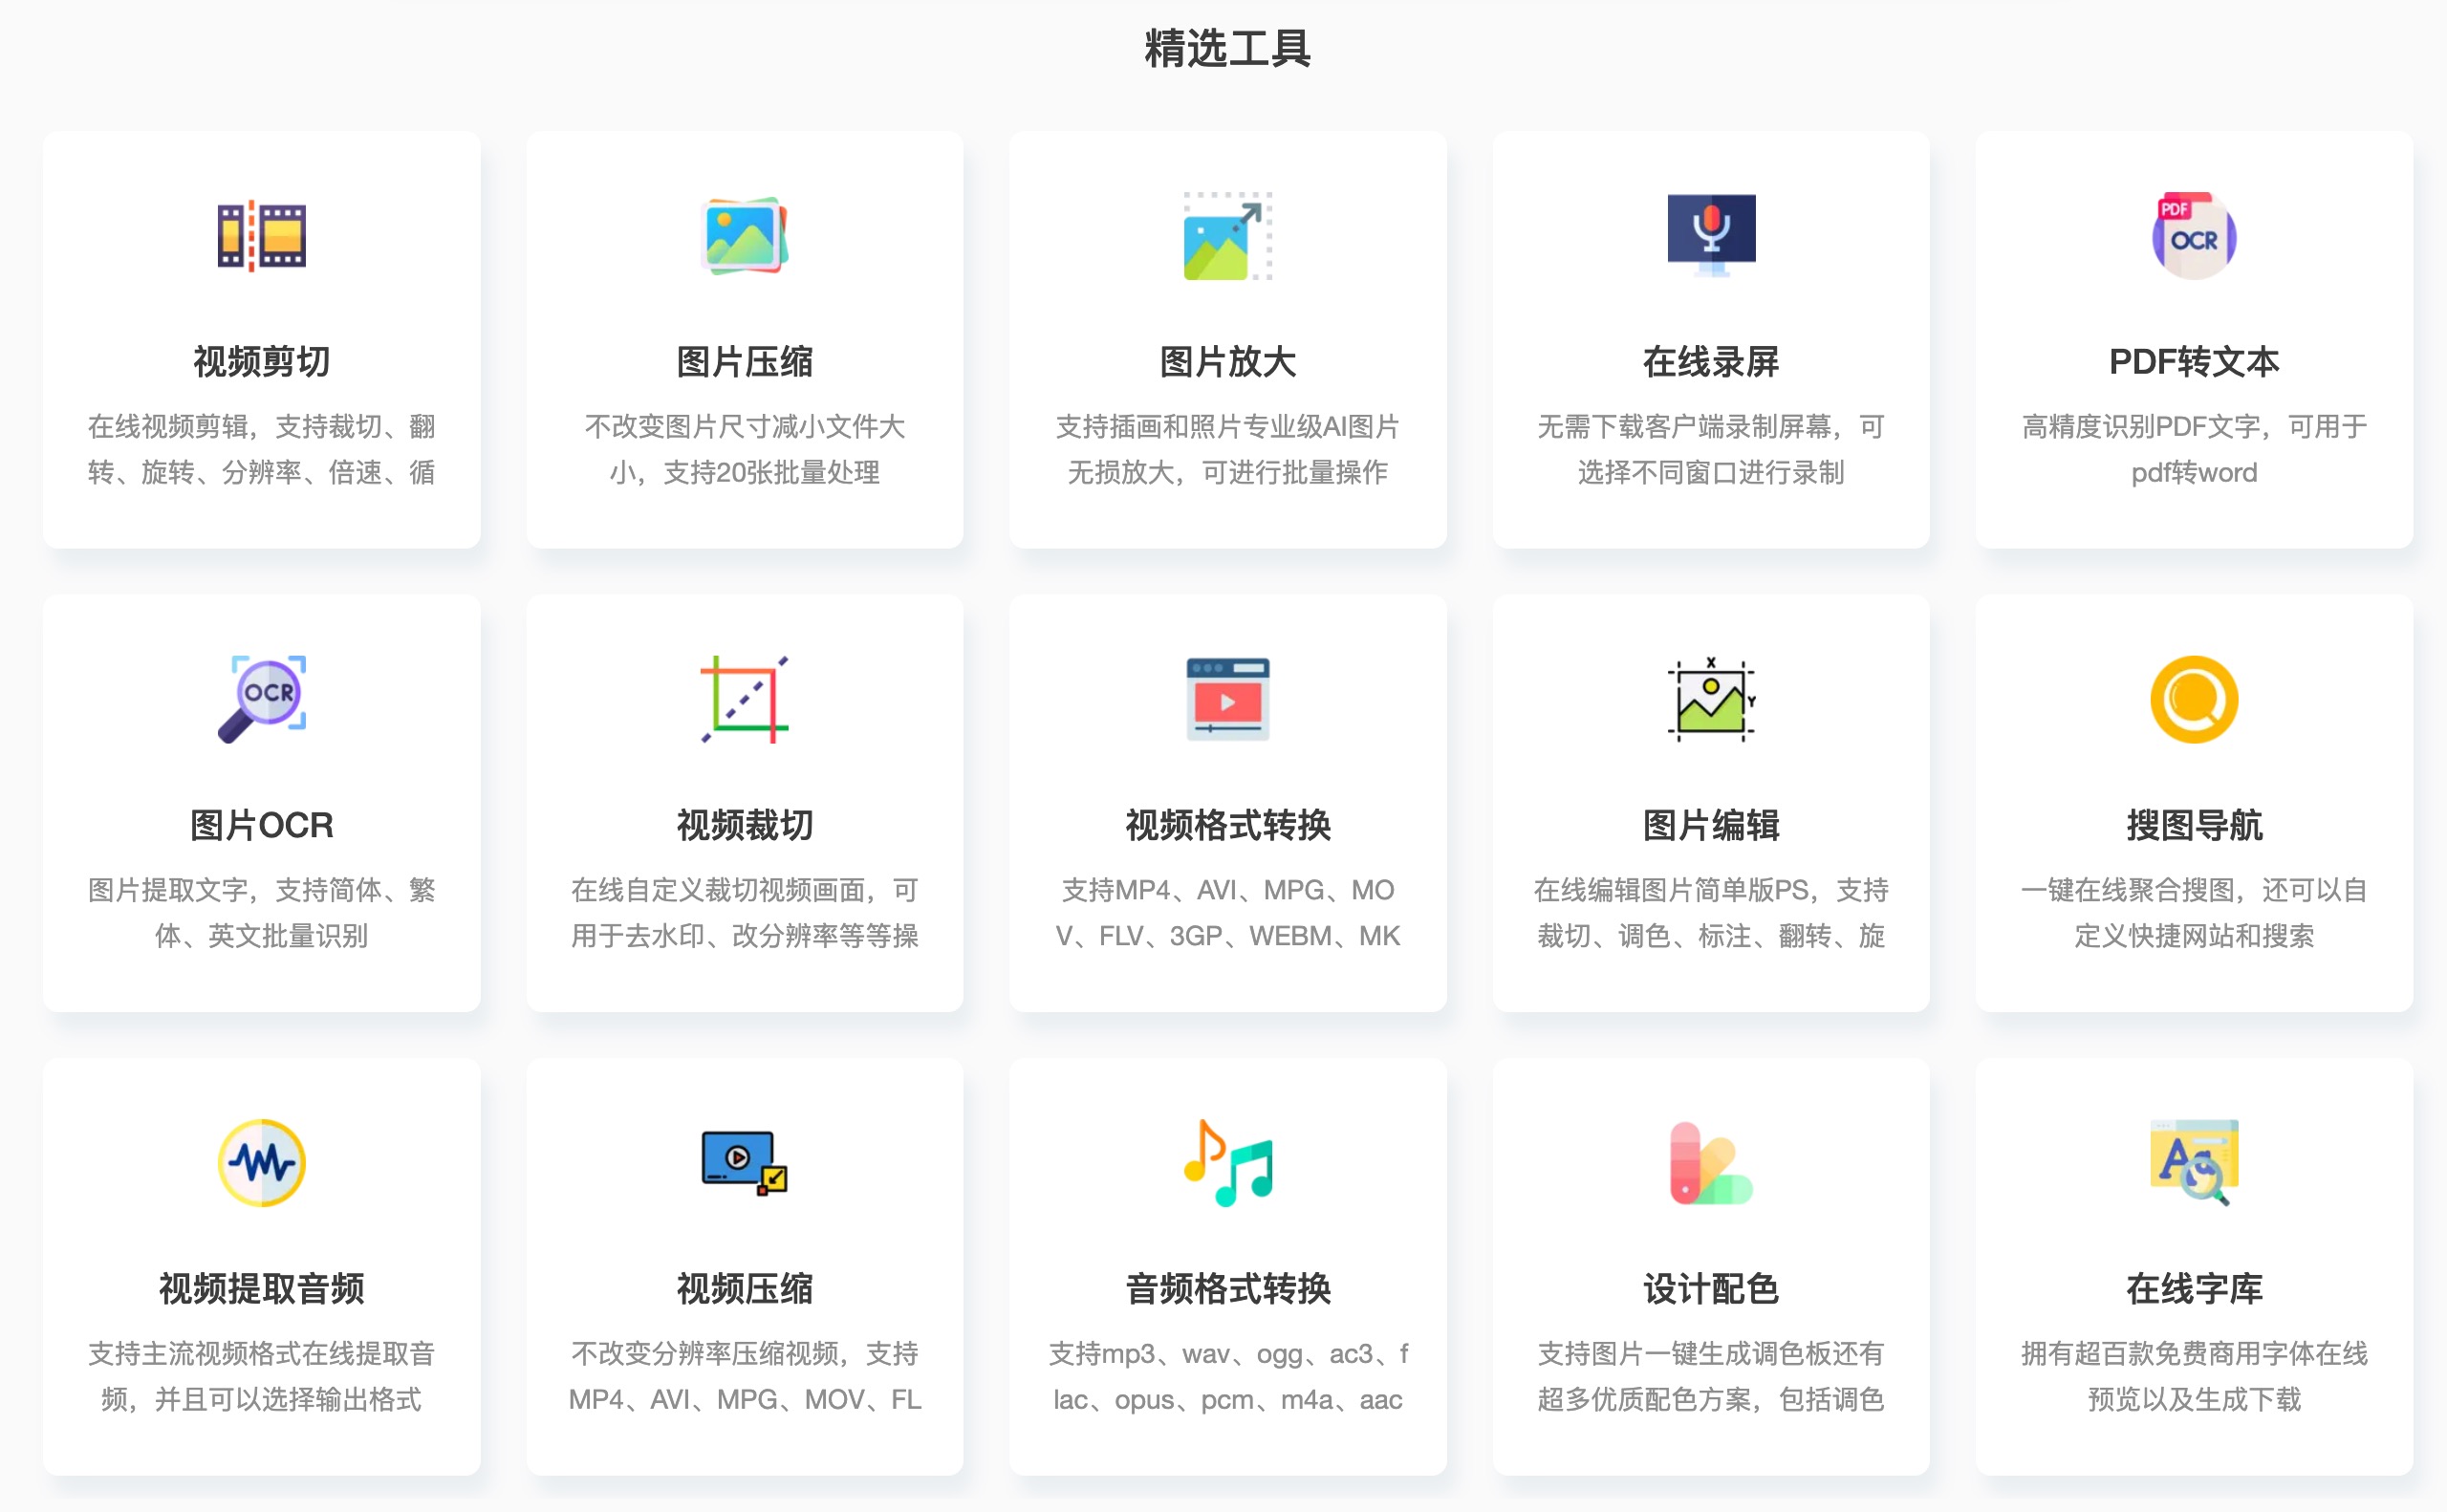 精选工具
视频剪切
在线视频剪辑，支持裁切、翻
转、旋转、分辨率、倍速、循
图片压缩
不改变图片尺寸减小文件大
小，支持20张批量处理
图片放大
支持插画和照片专业级AI图片
无损放大，可进行批量操作
在线录屏
无需下载客户端录制屏幕，可
选择不同窗口进行录制
PDF
OCR
PDF转文本
高精度识别PDF文字，可用于
pdf转word
OCR
图片OCR
图片提取文字，支持简体、繁
体、英文批量识别
视频裁切
在线自定义裁切视频画面，可
用于去水印、改分辨率等等操
视频格式转换
支持MP4、AVI、MPG、MO
V、FLV、3GP、WEBM、MK
X
Y
图片编辑
在线编辑图片简单版PS，支持
裁切、调色、标注、翻转、旋
搜图导航
一键在线聚合搜图，还可以自
定义快捷网站和搜索
视频提取音频
支持主流视频格式在线提取音
频，并且可以选择输出格式
视频压缩
不改变分辨率压缩视频，支持
MP4、AVI、MPG、MOV、FL
音频格式转换
支持mp3、wav、ogg、ac3、f
lac、opus、pcm、m4a、aac
设计配色
支持图片一键生成调色板还有
超多优质配色方案，包括调色
Aa
在线字库
拥有超百款免费商用字体在线
预览以及生成下载